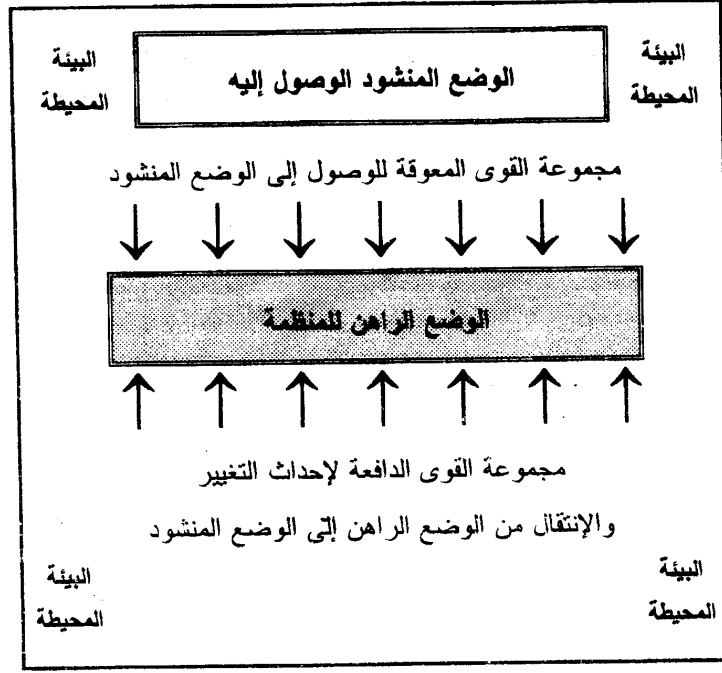 البيئة
المحيطة
الوضع المنشود الوصول إليه
البيئة
المحيطة
مجموعة القوى المعوقة للوصول إلى الوضع المنشود
الوضع الراهن للمنظمة
مجموعة القوى الدافعة لإحداث التغيير
والإنتقال من الوضع الراهن إلى الوضع المنشود
البيئة
المحيطة
البيئة
المحيطة